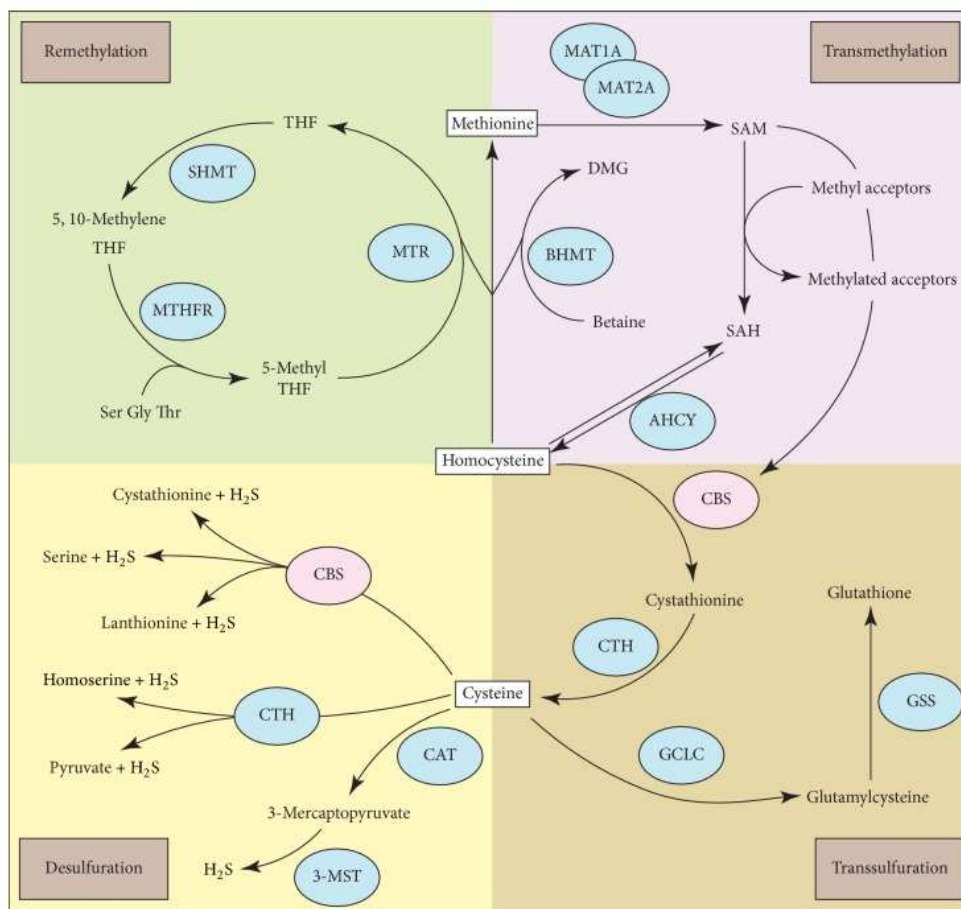 Remethylation
Transmethylation
MAT1A
MAT2A
THF
Methionine
SAM
SHMT
DMG
Methyl acceptors
5, 10-Methylene
THF
MTR
BHMT
Methylated acceptors
MTHFR
Betaine
SAH
5-Methyl
THF
Ser Gly Thr
AHCY
Homocysteine
CBS
Cystathionine + H₂S
Serine + H₂S
CBS
Lanthionine + H₂S
Cystathionine
Glutathione
CTH
Homoserine + H₂S
Cysteine
CTH
GSS
CAT
GCLC
Pyruvate + H₂S
Glutamylcysteine
3-Mercaptopyruvate
H₂S
3-MST
Desulfuration
Transsulfuration